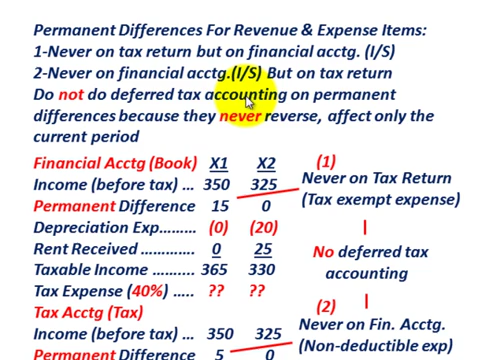 Permanent Differences For Revenue & Expense Items:
1-Never on tax return but on financial acctg. (I/S)
2-Never on financial acctg.(I/S) But on tax return
Do not do deferred tax accounting on permanent
differences because they never reverse, affect only the
current period
Financial Acctg (Book) X1 X2
Income (before tax) ... 350 325
Permanent Difference 15 0
Depreciation Exp……… (0) (20)
Rent Received …………. 0 25
Taxable Income .......... 365 330
Tax Expense (40%) ….. ?? ??
(1)
Never on Tax Return
(Tax exempt expense)
No deferred tax
accounting
(2)
Never on Fin. Acctg.
(Non-deductible exp)
Tax Acctg (Tax)
Income (before tax) ... 350 325
Permanent Difference 5 0